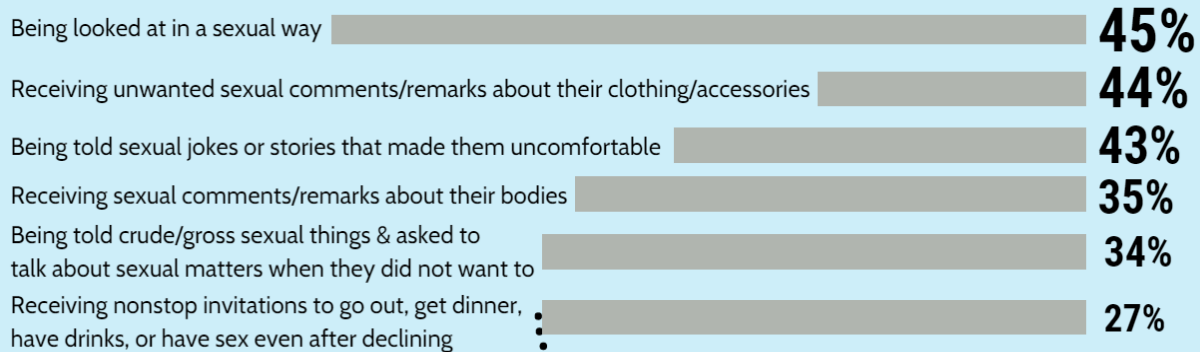 Being looked at in a sexual way 45%
Receiving unwanted sexual comments/remarks about their clothing/accessories 44%
Being told sexual jokes or stories that made them uncomfortable 43%
Receiving sexual comments/remarks about their bodies 35%
Being told crude/gross sexual things & asked to
talk about sexual matters when they did not want to 34%
Receiving nonstop invitations to go out, get dinner,
have drinks, or have sex even after declining 27%